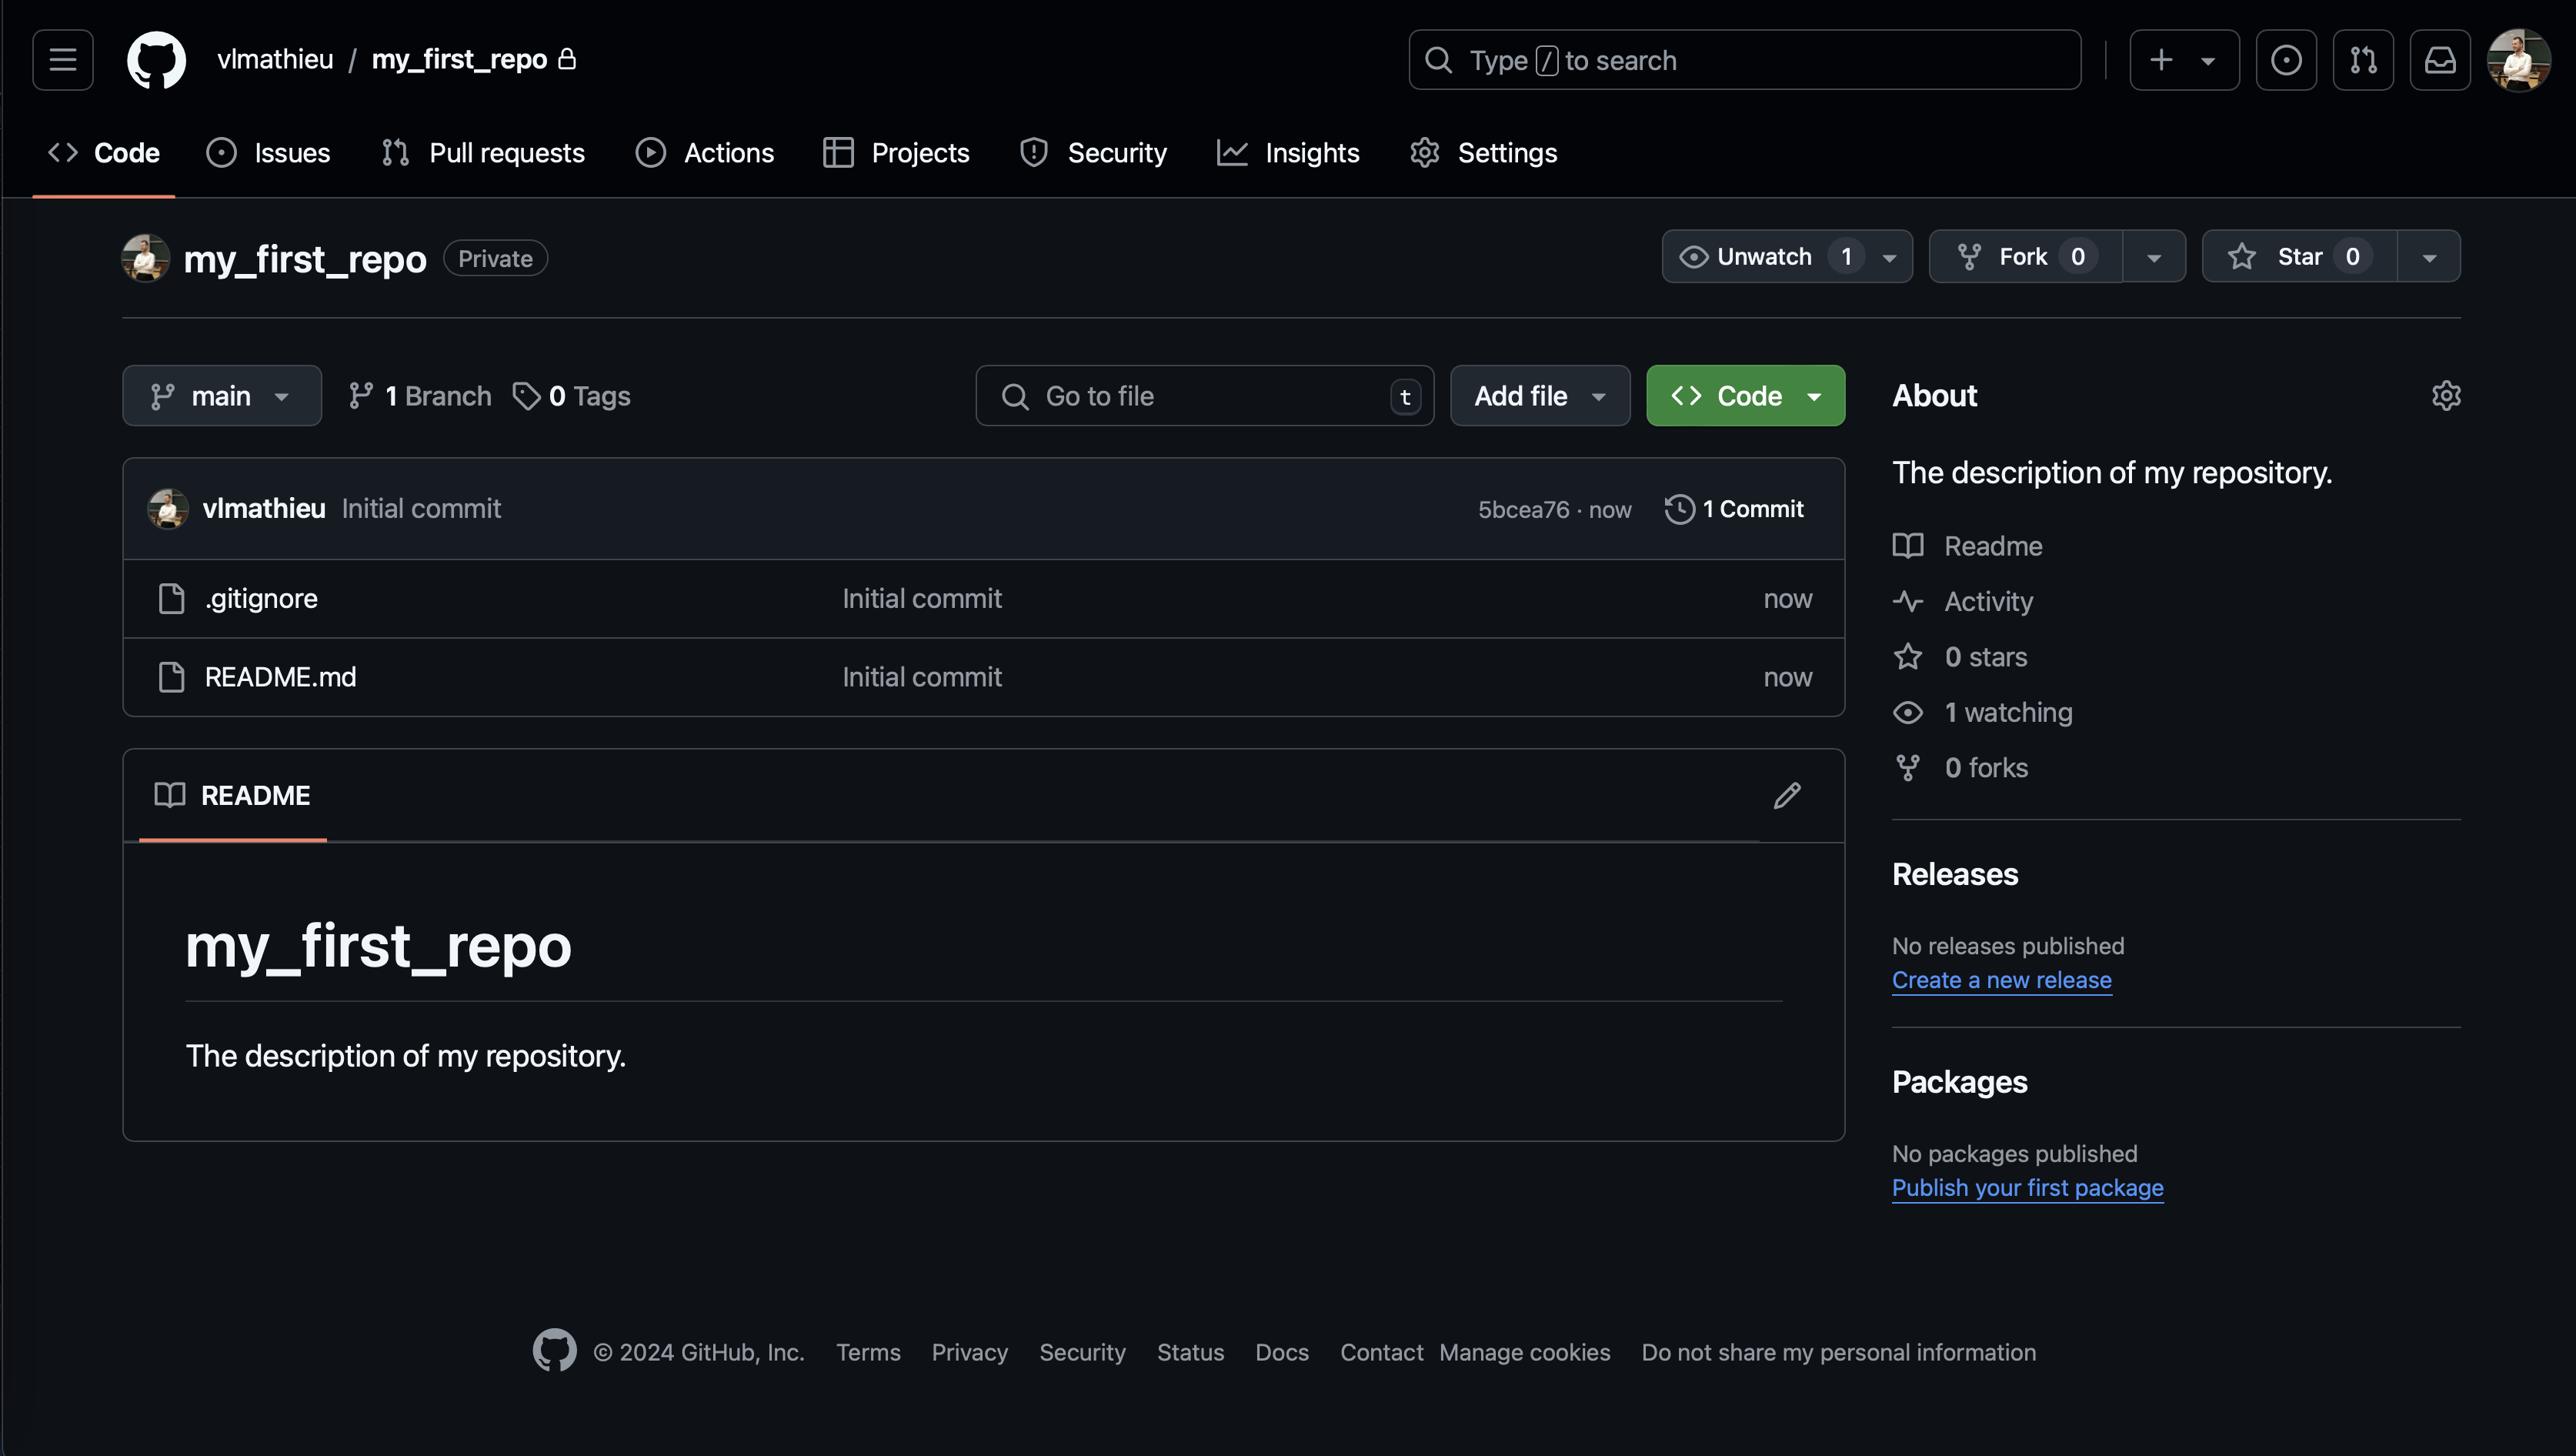 vlmathieu / my_first_repo
Type / to search
Code Issues Pull requests Actions Projects Security Insights Settings
my_first_repo Private
Unwatch 1 Fork 0 Star 0
main 1 Branch 0 Tags
Go to file t
Add file Code
vlmathieu Initial commit 5bcea76 · now 1 Commit
.gitignore Initial commit now
README.md Initial commit now
README
my_first_repo
The description of my repository.
About
The description of my repository.
Readme
Activity
0 stars
1 watching
0 forks
Releases
No releases published
Create a new release
Packages
No packages published
Publish your first package
© 2024 GitHub, Inc. Terms Privacy Security Status Docs Contact Manage cookies Do not share my personal information